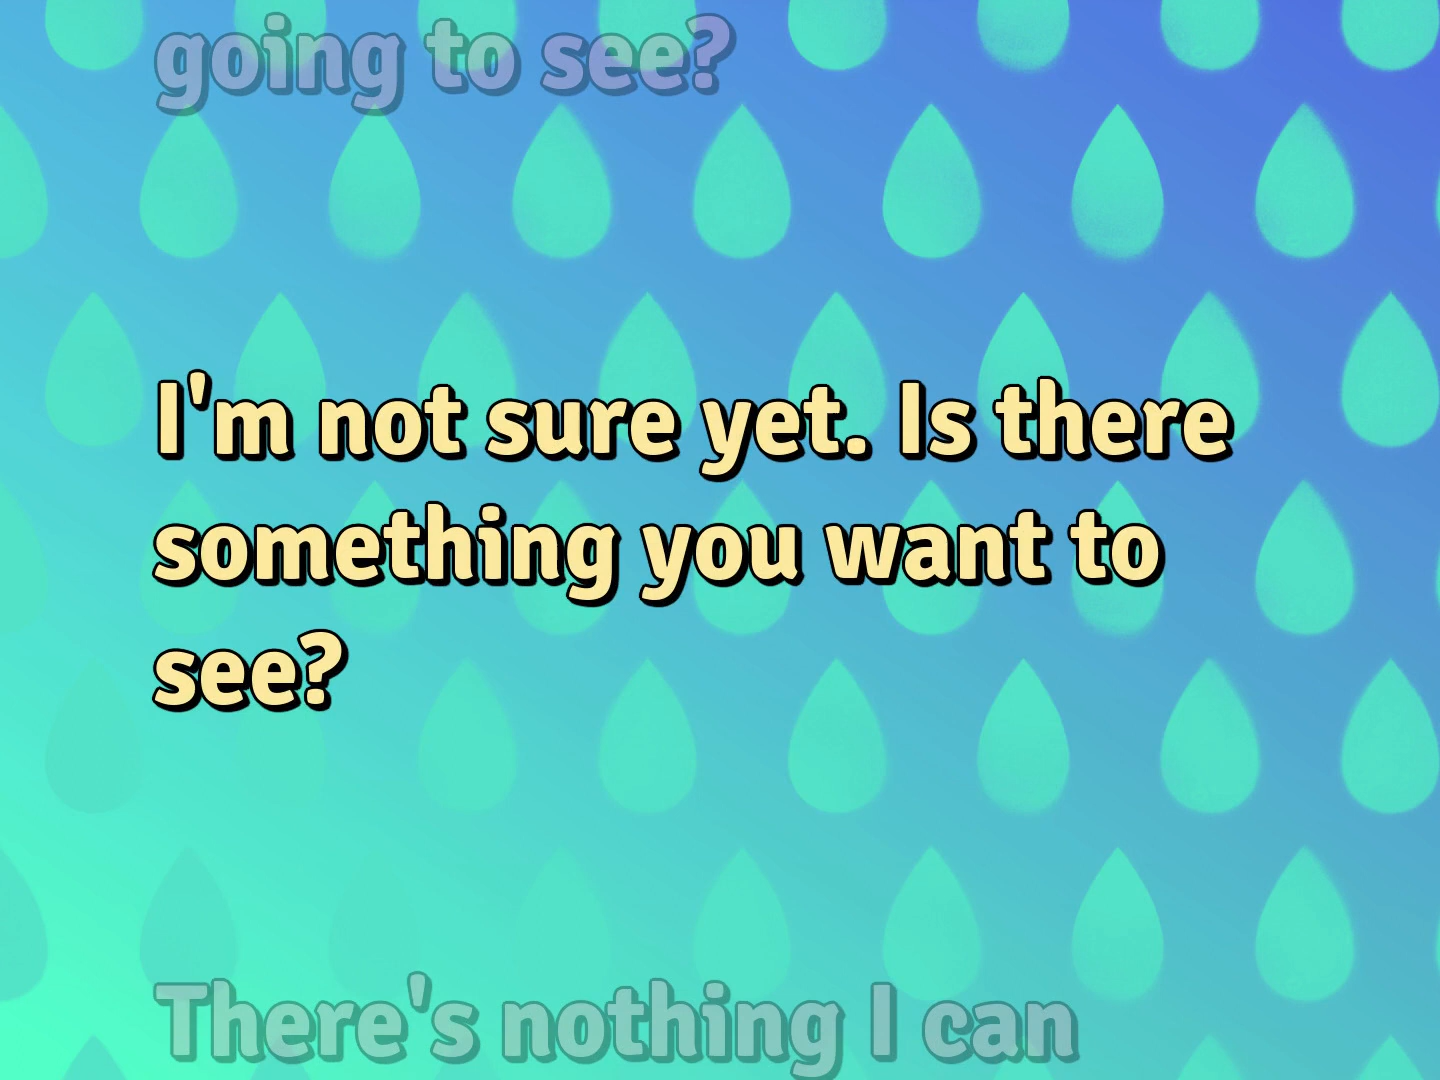 going to see?
I'm not sure yet. Is there
something you want to
see?
There's nothing I can